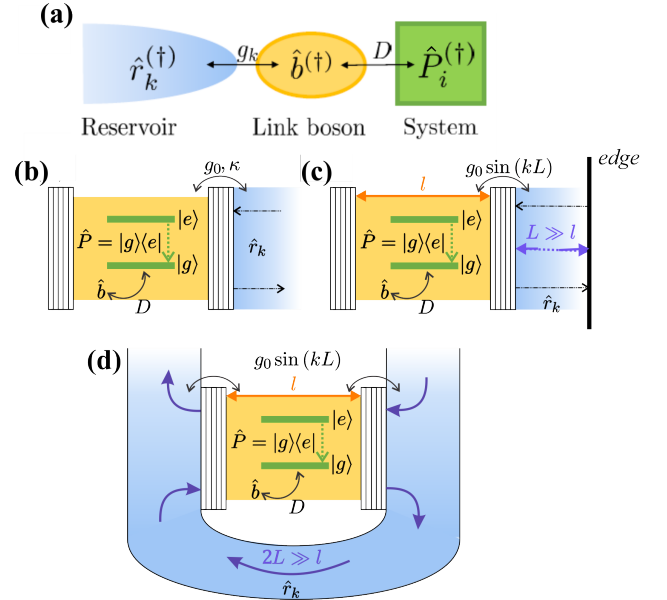 (a)
r̂_k^(†) g_k b̂^(†) D P̂_i^(†)
Reservoir Link boson System
(b) g_0, κ
|e⟩
P̂ = |g⟩⟨e|
|g⟩
b̂ D
r̂_k
(c) g_0 sin (kL) edge
l
|e⟩
P̂ = |g⟩⟨e|
|g⟩
b̂ D
L ≫ l
r̂_k
(d) g_0 sin (kL)
l
|e⟩
P̂ = |g⟩⟨e|
|g⟩
b̂ D
2L ≫ l
r̂_k